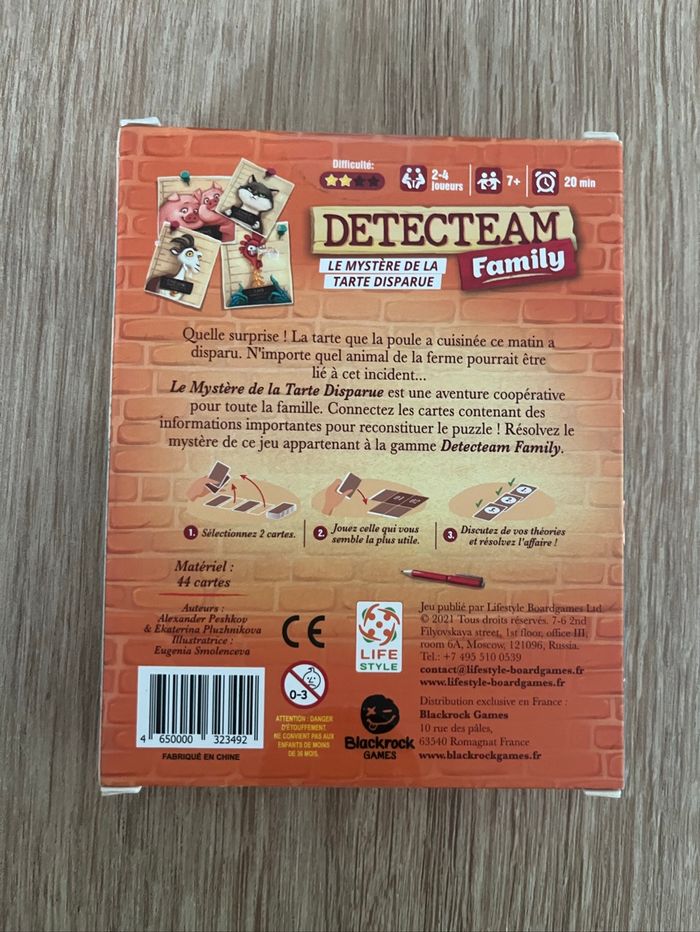 Difficulté:
2-4
Joueurs
7+
20 min
DETECTEAM
Family
LE MYSTÈRE DE LA
TARTE DISPARUE
Quelle surprise ! La tarte que la poule a cuisinée ce matin a
disparu. N'importe quel animal de la ferme pourrait être
lié à cet incident...
Le Mystère de la Tarte Disparue est une aventure coopérative
pour toute la famille. Connectez les cartes contenant des
informations importantes pour reconstituer le puzzle ! Résolvez le
mystère de ce jeu appartenant à la gamme Detecteam Family.
1. Sélectionnez 2 cartes.
2. Jouez celle qui vous
semble la plus utile.
3. Discutez de vos théories
et résolvez l'affaire !
Matériel :
44 cartes
Auteurs :
Alexander Peshkov
& Ekaterina Pluzhnikova
Illustratrice :
Eugenia Smolenceva
CE
LIFE
STYLE
Jeu publié par Lifestyle Boardgames Ltd
© 2021 Tous droits réservés. 7-6 2nd
Filyovskaya street, 1st floor, office III,
room 6A, Moscow, 121096, Russia.
Tel.: +7 495 510 0539
contact@lifestyle-boardgames.fr
www.lifestyle-boardgames.fr
4 650000 323492
FABRIQUÉ EN CHINE
0-3
ATTENTION : DANGER
D'ÉTOUFFEMENT.
NE CONVIENT PAS AUX
ENFANTS DE MOINS
DE 36 MOIS.
Blackrock
GAMES
Distribution exclusive en France :
Blackrock Games
10 rue des pâles,
63540 Romagnat France
www.blackrockgames.fr